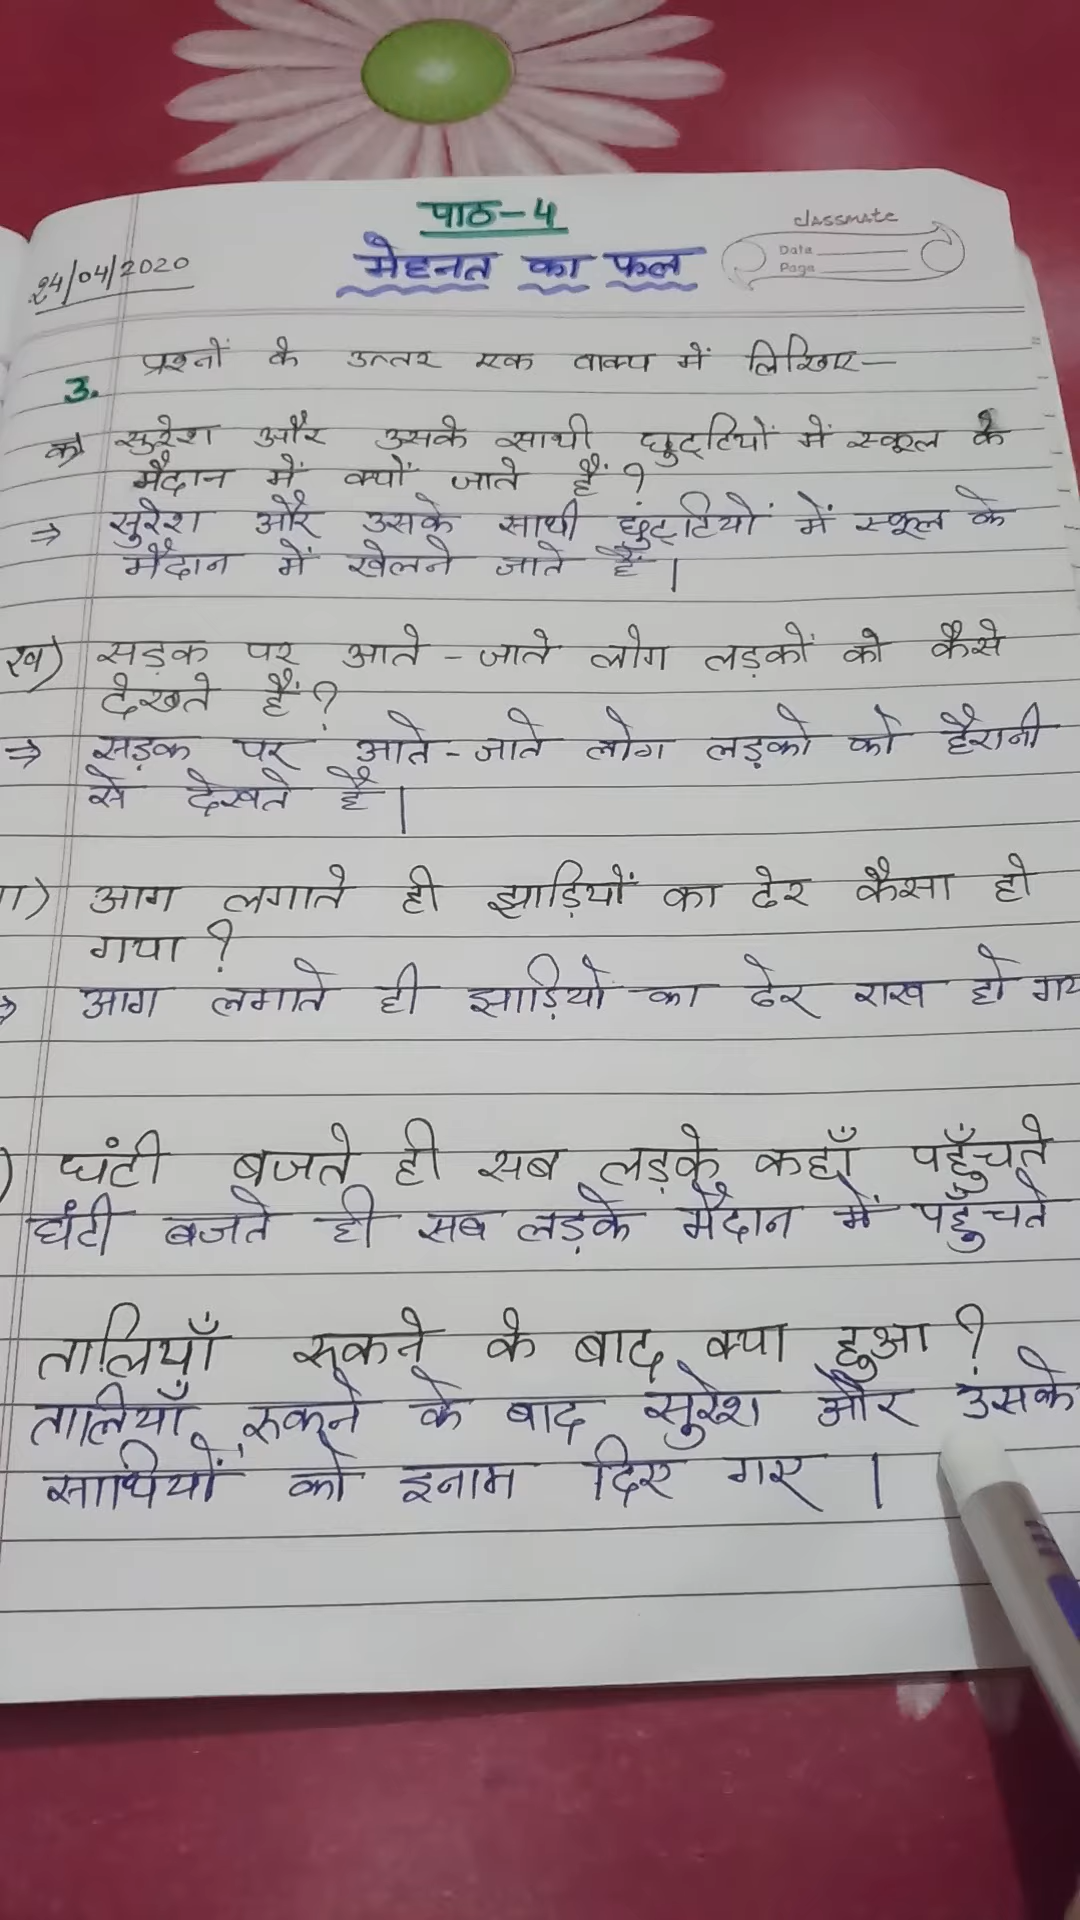 पाठ-4
classmate
Date
Page
24/04/2020
मेहनत का फल
प्रश्नों के उत्तर एक वाक्य में लिखिए-
3.
क) सुरेश और उसके साथी छुट्टियों में स्कूल के
मैदान में क्यों जाते हैं ?
⇒ सुरेश और उसके साथी छुट्टियों में स्कूल के
मैदान में खेलने जाते हैं |
ख) सड़क पर आते-जाते लोग लड़कों को कैसे
देखते हैं ?
⇒ सड़क पर आते-जाते लोग लड़को को हैरानी
से देखते है |
ग) आग लगाते ही झाड़ियों का ढेर कैसा हो
गया ?
⇒ आग लगाते ही झाड़ियो का ढेर राख हो गय
) घंटी बजते ही सब लड़के कहाँ पहुँचते
घंटी बजते ही सब लड़के मैदान में पहुँचते
तालियाँ रुकने के बाद क्या हुआ ?
तालियाँ रुकने के बाद सुरेश और उसके
साथियों को इनाम दिए गए |